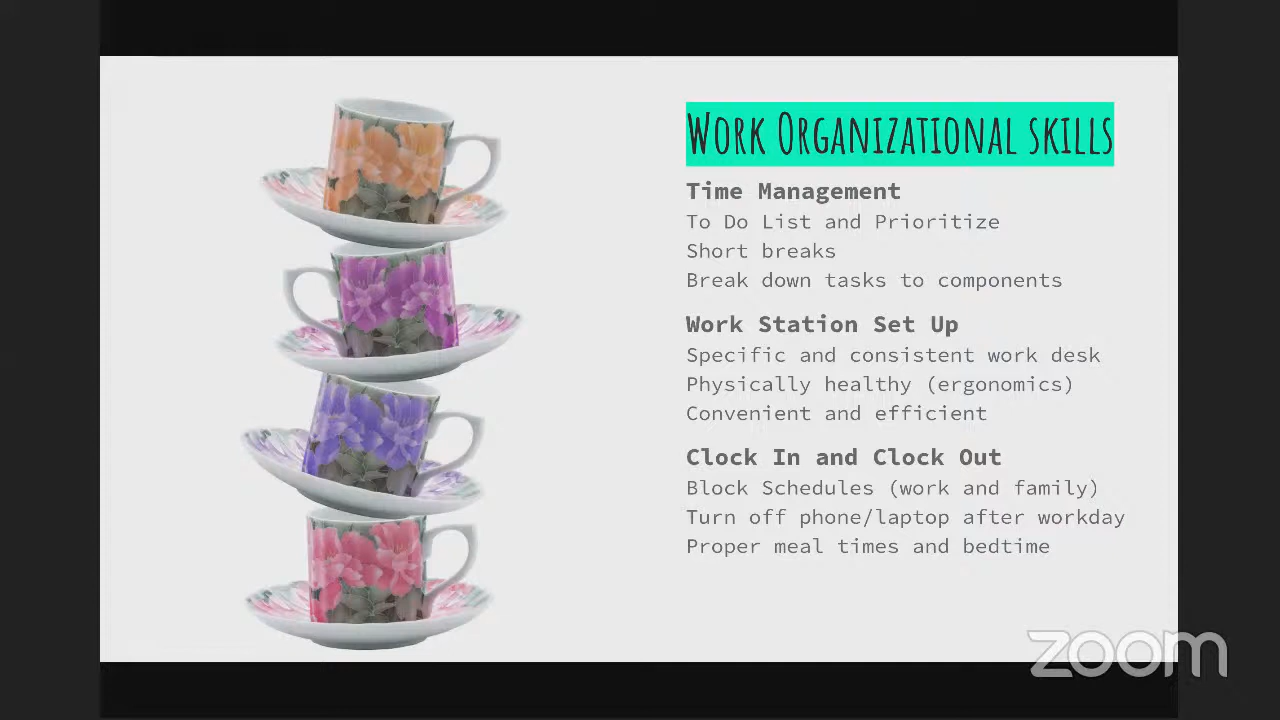 Work Organizational skills
Time Management
To Do List and Prioritize
Short breaks
Break down tasks to components
Work Station Set Up
Specific and consistent work desk
Physically healthy (ergonomics)
Convenient and efficient
Clock In and Clock Out
Block Schedules (work and family)
Turn off phone/laptop after workday
Proper meal times and bedtime
zoom